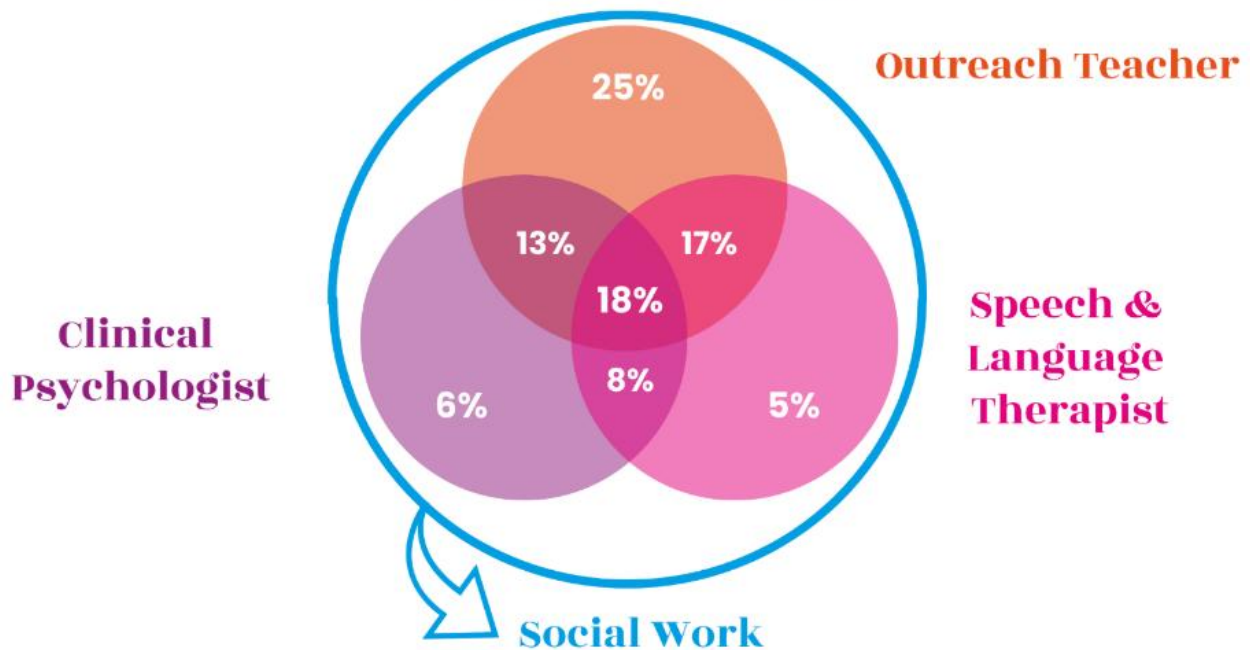 25%
Outreach Teacher
13%
17%
18%
Clinical
Psychologist
Speech &
Language
Therapist
8%
6%
5%
Social Work